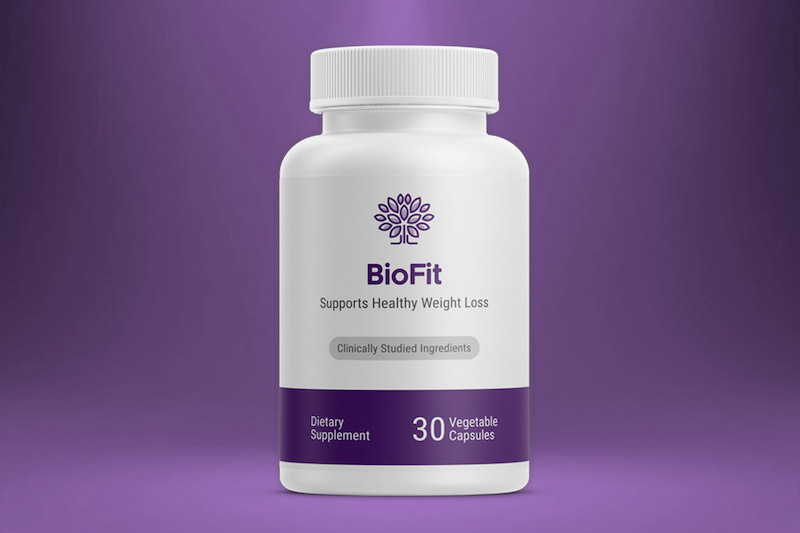 BioFit
Supports Healthy Weight Loss
Clinically Studied Ingredients
Dietary
Supplement
30 Vegetable
Capsules